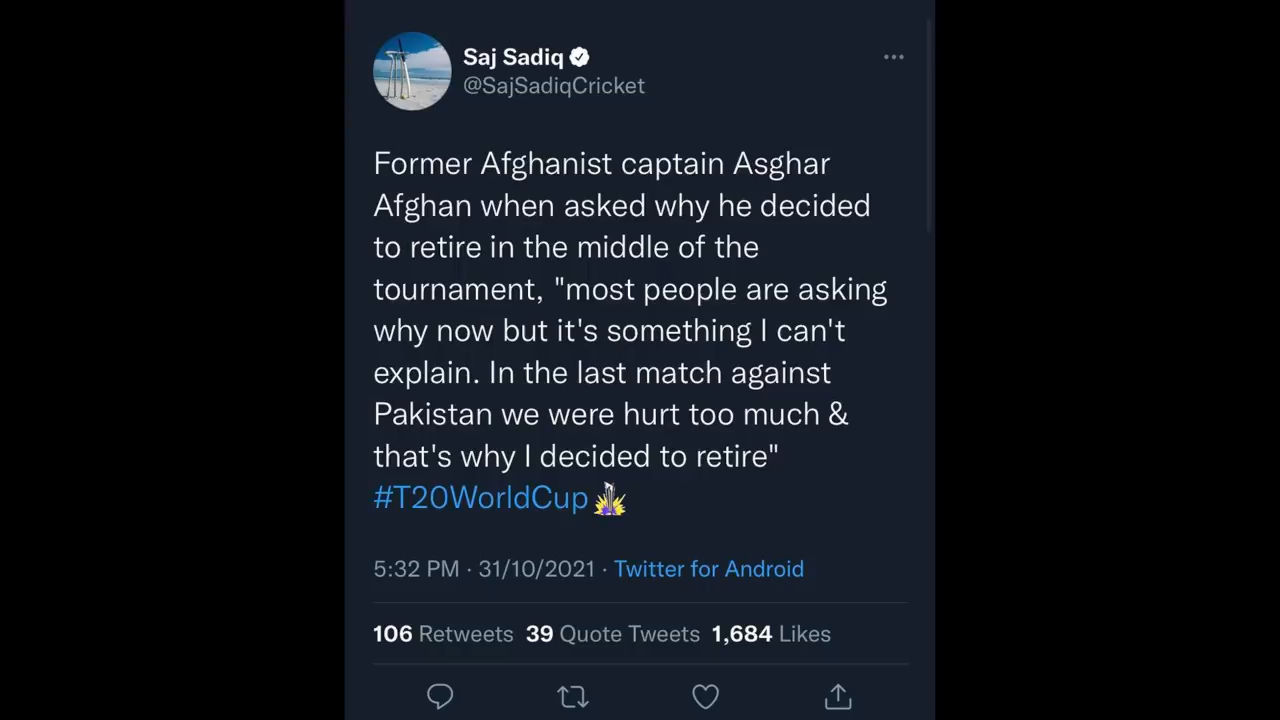 Saj Sadiq
@SajSadiqCricket
Former Afghanist captain Asghar
Afghan when asked why he decided
to retire in the middle of the
tournament, "most people are asking
why now but it's something I can't
explain. In the last match against
Pakistan we were hurt too much &
that's why I decided to retire"
#T20WorldCup
5:32 PM · 31/10/2021 · Twitter for Android
106 Retweets 39 Quote Tweets 1,684 Likes